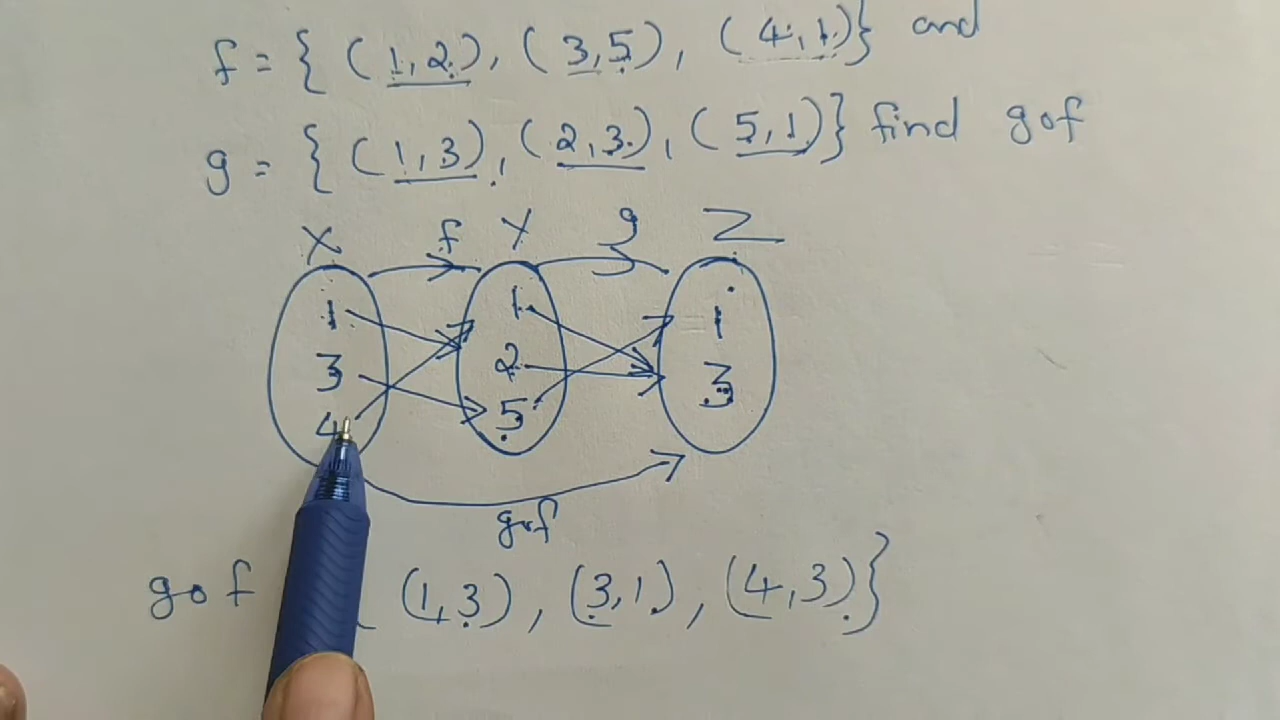 f = { (1,2), (3,5), (4,1)} and
g = { (1,3), (2,3), (5,1)} find gof
X f Y g Z
1 1 1
3 2 3
4 5
gof
gof { (1,3), (3,1), (4,3)}